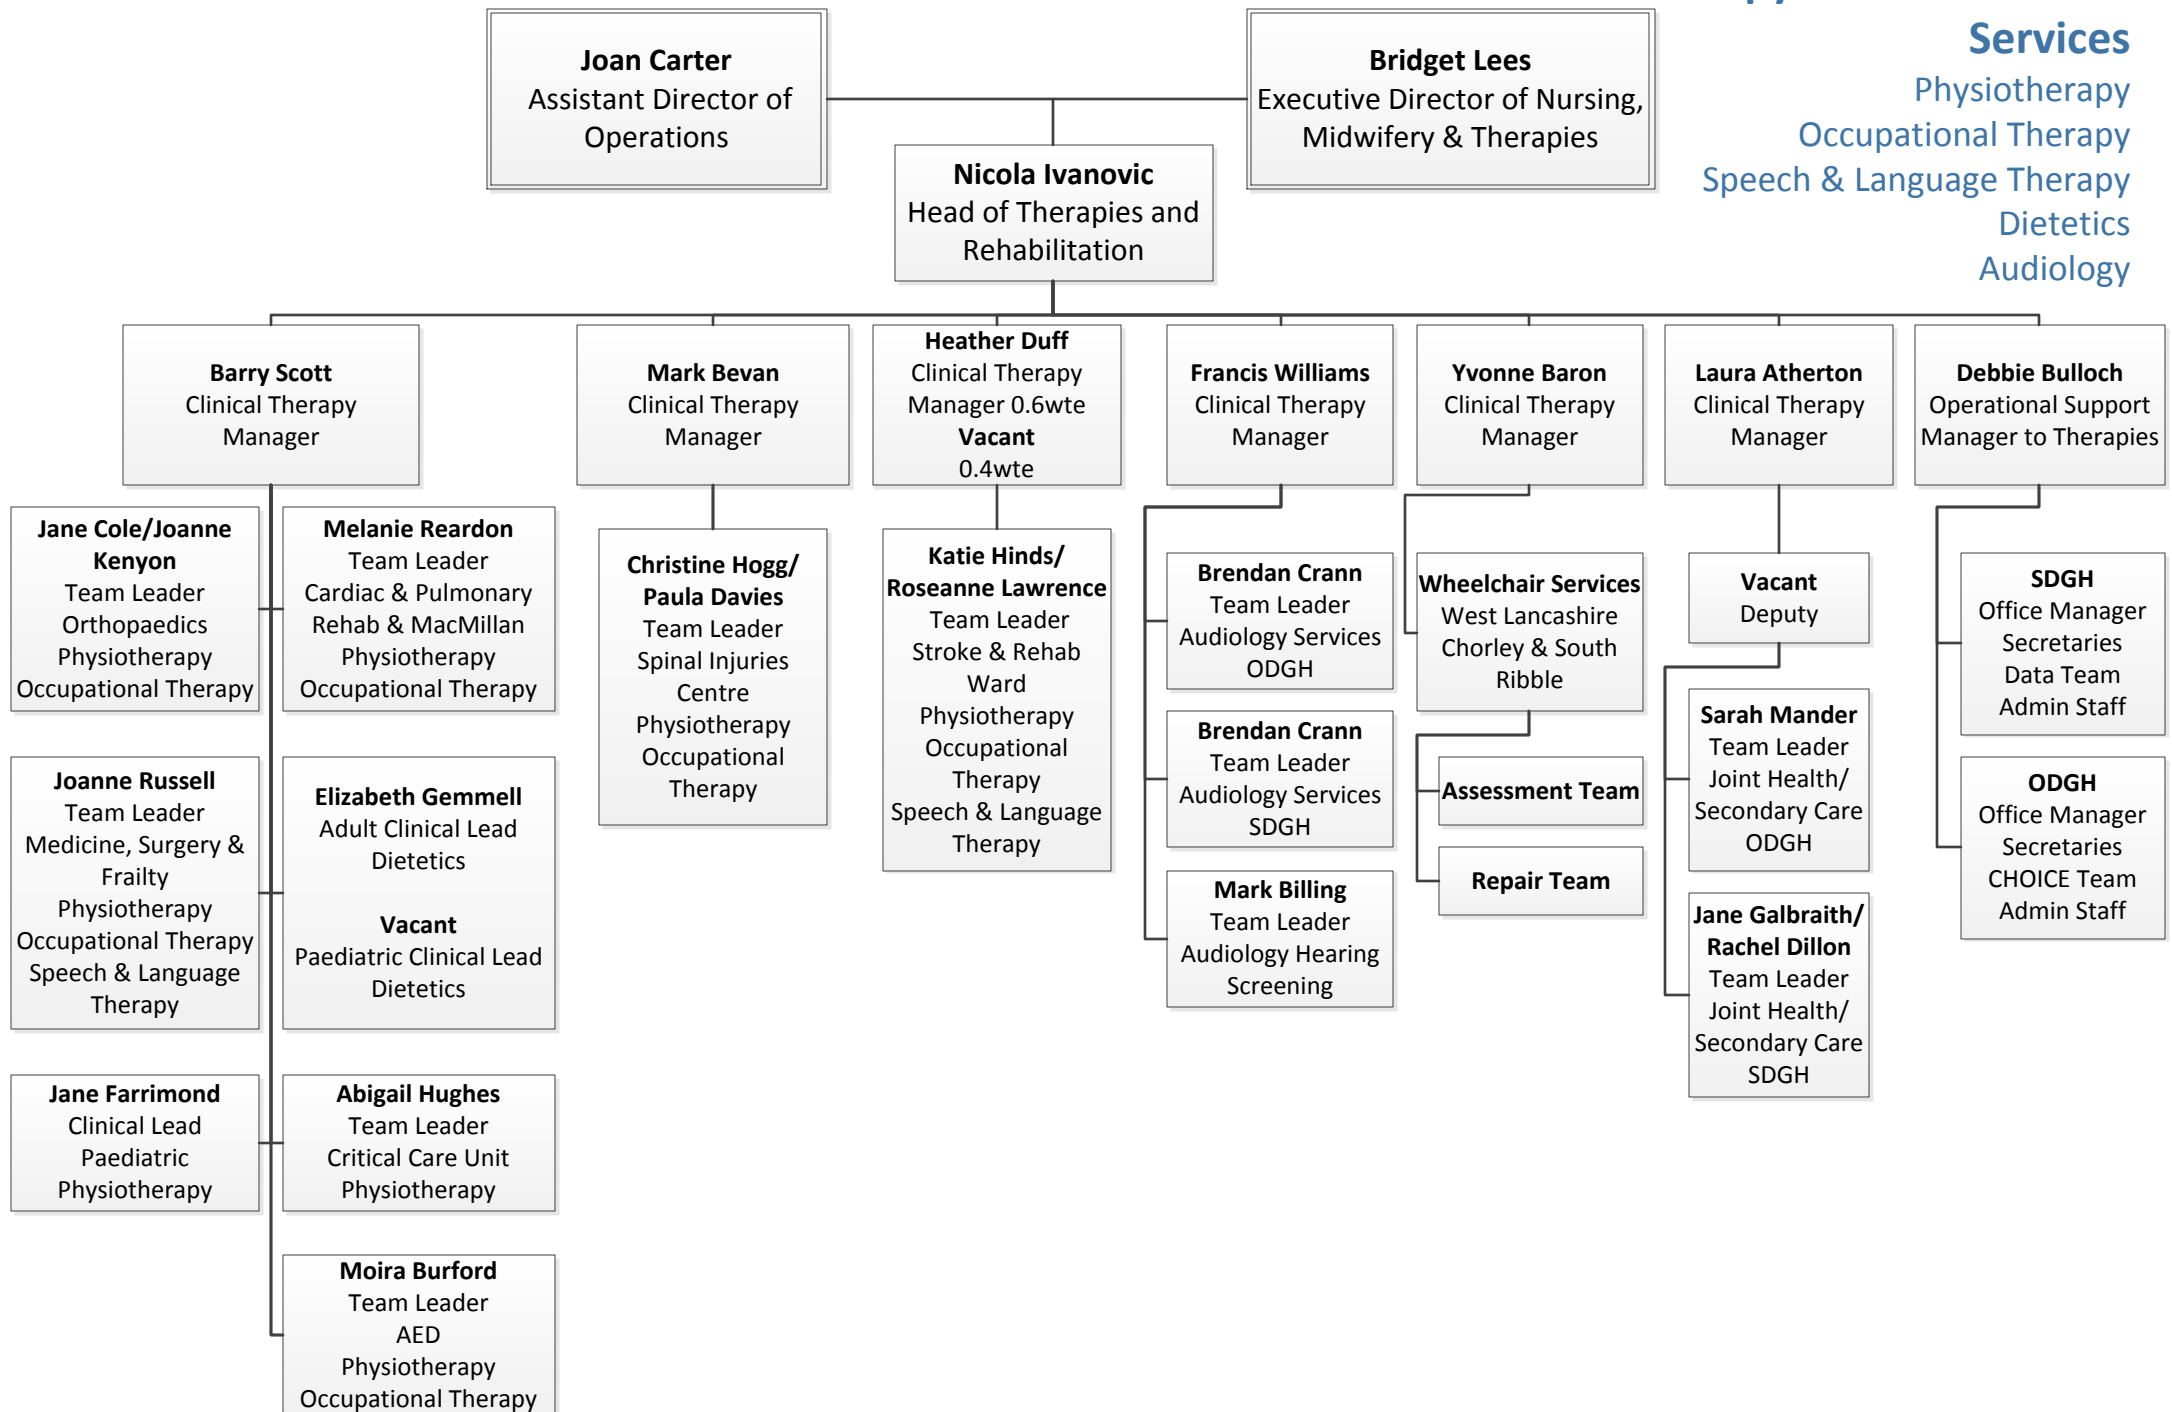 Services
Physiotherapy
Occupational Therapy
Speech & Language Therapy
Dietetics
Audiology
Joan Carter
Assistant Director of
Operations
Bridget Lees
Executive Director of Nursing,
Midwifery & Therapies
Nicola Ivanovic
Head of Therapies and
Rehabilitation
Barry Scott
Clinical Therapy
Manager
Mark Bevan
Clinical Therapy
Manager
Heather Duff
Clinical Therapy
Manager 0.6wte
Vacant
0.4wte
Francis Williams
Clinical Therapy
Manager
Yvonne Baron
Clinical Therapy
Manager
Laura Atherton
Clinical Therapy
Manager
Debbie Bulloch
Operational Support
Manager to Therapies
Jane Cole/Joanne
Kenyon
Team Leader
Orthopaedics
Physiotherapy
Occupational Therapy
Melanie Reardon
Team Leader
Cardiac & Pulmonary
Rehab & MacMillan
Physiotherapy
Occupational Therapy
Joanne Russell
Team Leader
Medicine, Surgery &
Frailty
Physiotherapy
Occupational Therapy
Speech & Language
Therapy
Elizabeth Gemmell
Adult Clinical Lead
Dietetics
Vacant
Paediatric Clinical Lead
Dietetics
Jane Farrimond
Clinical Lead
Paediatric
Physiotherapy
Abigail Hughes
Team Leader
Critical Care Unit
Physiotherapy
Moira Burford
Team Leader
AED
Physiotherapy
Occupational Therapy
Christine Hogg/
Paula Davies
Team Leader
Spinal Injuries
Centre
Physiotherapy
Occupational
Therapy
Katie Hinds/
Roseanne Lawrence
Team Leader
Stroke & Rehab
Ward
Physiotherapy
Occupational
Therapy
Speech & Language
Therapy
Brendan Crann
Team Leader
Audiology Services
ODGH
Brendan Crann
Team Leader
Audiology Services
SDGH
Mark Billing
Team Leader
Audiology Hearing
Screening
Wheelchair Services
West Lancashire
Chorley & South
Ribble
Assessment Team
Repair Team
Vacant
Deputy
Sarah Mander
Team Leader
Joint Health/
Secondary Care
ODGH
Jane Galbraith/
Rachel Dillon
Team Leader
Joint Health/
Secondary Care
SDGH
SDGH
Office Manager
Secretaries
Data Team
Admin Staff
ODGH
Office Manager
Secretaries
CHOICE Team
Admin Staff